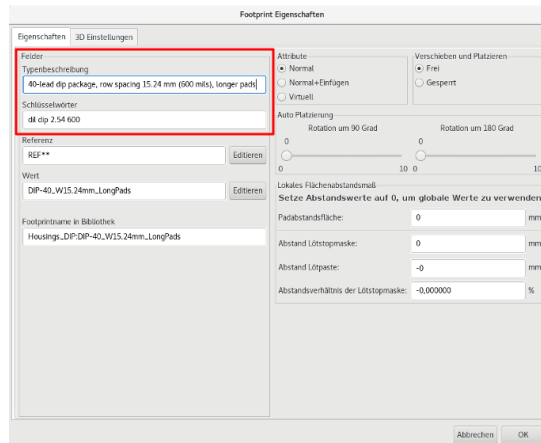 Footprint Eigenschaften
Eigenschaften 3D Einstellungen
Felder
Typenbeschreibung
40-lead dip package, row spacing 15.24 mm (600 mils), longer pads
Schlüsselwörter
dil dip 2.54 600
Referenz
REF** Editieren
Wert
DIP-40_W15.24mm_LongPads Editieren
Footprintname in Bibliothek
Housings_DIP:DIP-40_W15.24mm_LongPads
Attribute
Normal
Normal+Einfügen
Virtuell
Verschieben und Platzieren
Frei
Gesperrt
Auto Platzierung
Rotation um 90 Grad Rotation um 180 Grad
0 0
0 10 0 10
Lokales Flächenabstandsmaß
Setze Abstandswerte auf 0, um globale Werte zu verwenden
Padabstandsfläche: 0 mm
Abstand Lötstopmaske: 0 mm
Abstand Lötpaste: -0 mm
Abstandsverhältnis der Lötstopmaske: -0,000000 %
Abbrechen OK